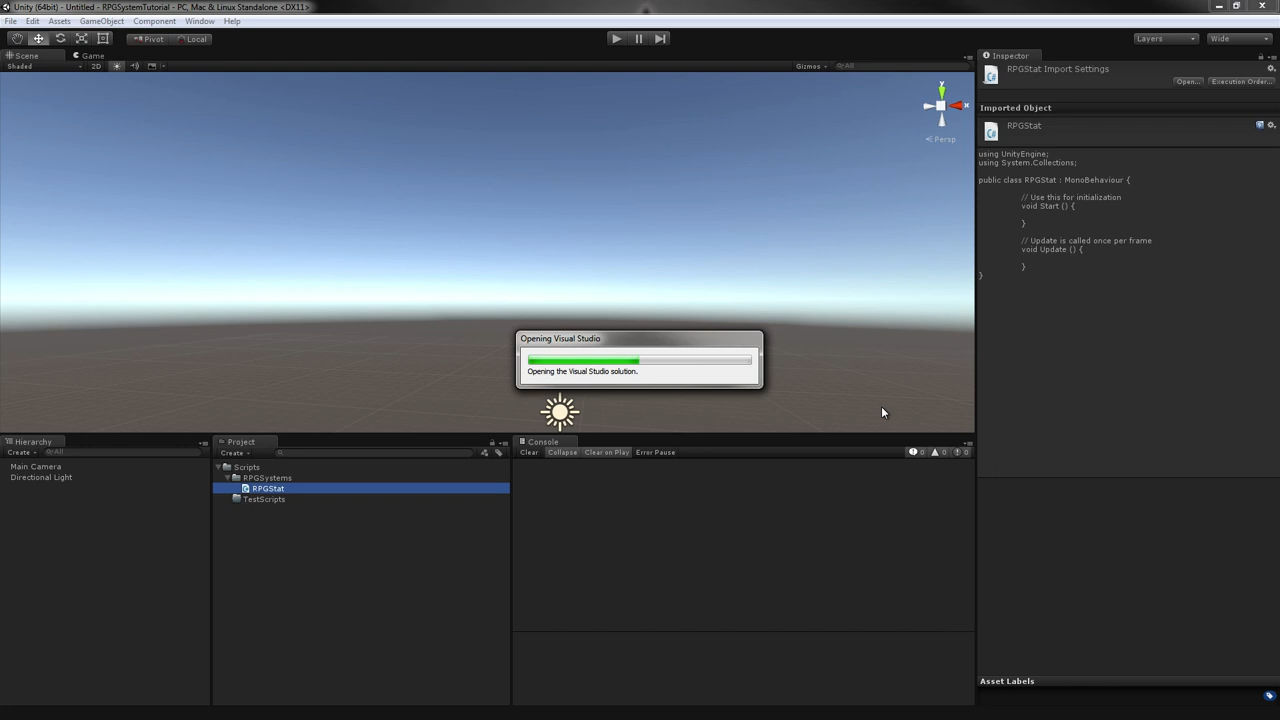 Unity (64bit) - Untitled - RPGSystemTutorial - PC, Mac & Linux Standalone <DX11>
File Edit Assets GameObject Component Window Help
Pivot Local Layers Wide
Scene Game
Shaded 2D Gizmos All
y
x
Persp
Inspector
RPGStat Import Settings
Open... Execution Order...
Imported Object
RPGStat
using UnityEngine;
using System.Collections;
public class RPGStat : MonoBehaviour {
// Use this for initialization
void Start () {
}
// Update is called once per frame
void Update () {
}
}
Opening Visual Studio
Opening the Visual Studio solution.
Hierarchy
Create All
Main Camera
Directional Light
Project
Create
Scripts
RPGSystems
RPGStat
TestScripts
Console
Clear Collapse Clear on Play Error Pause 0 0 0
Asset Labels